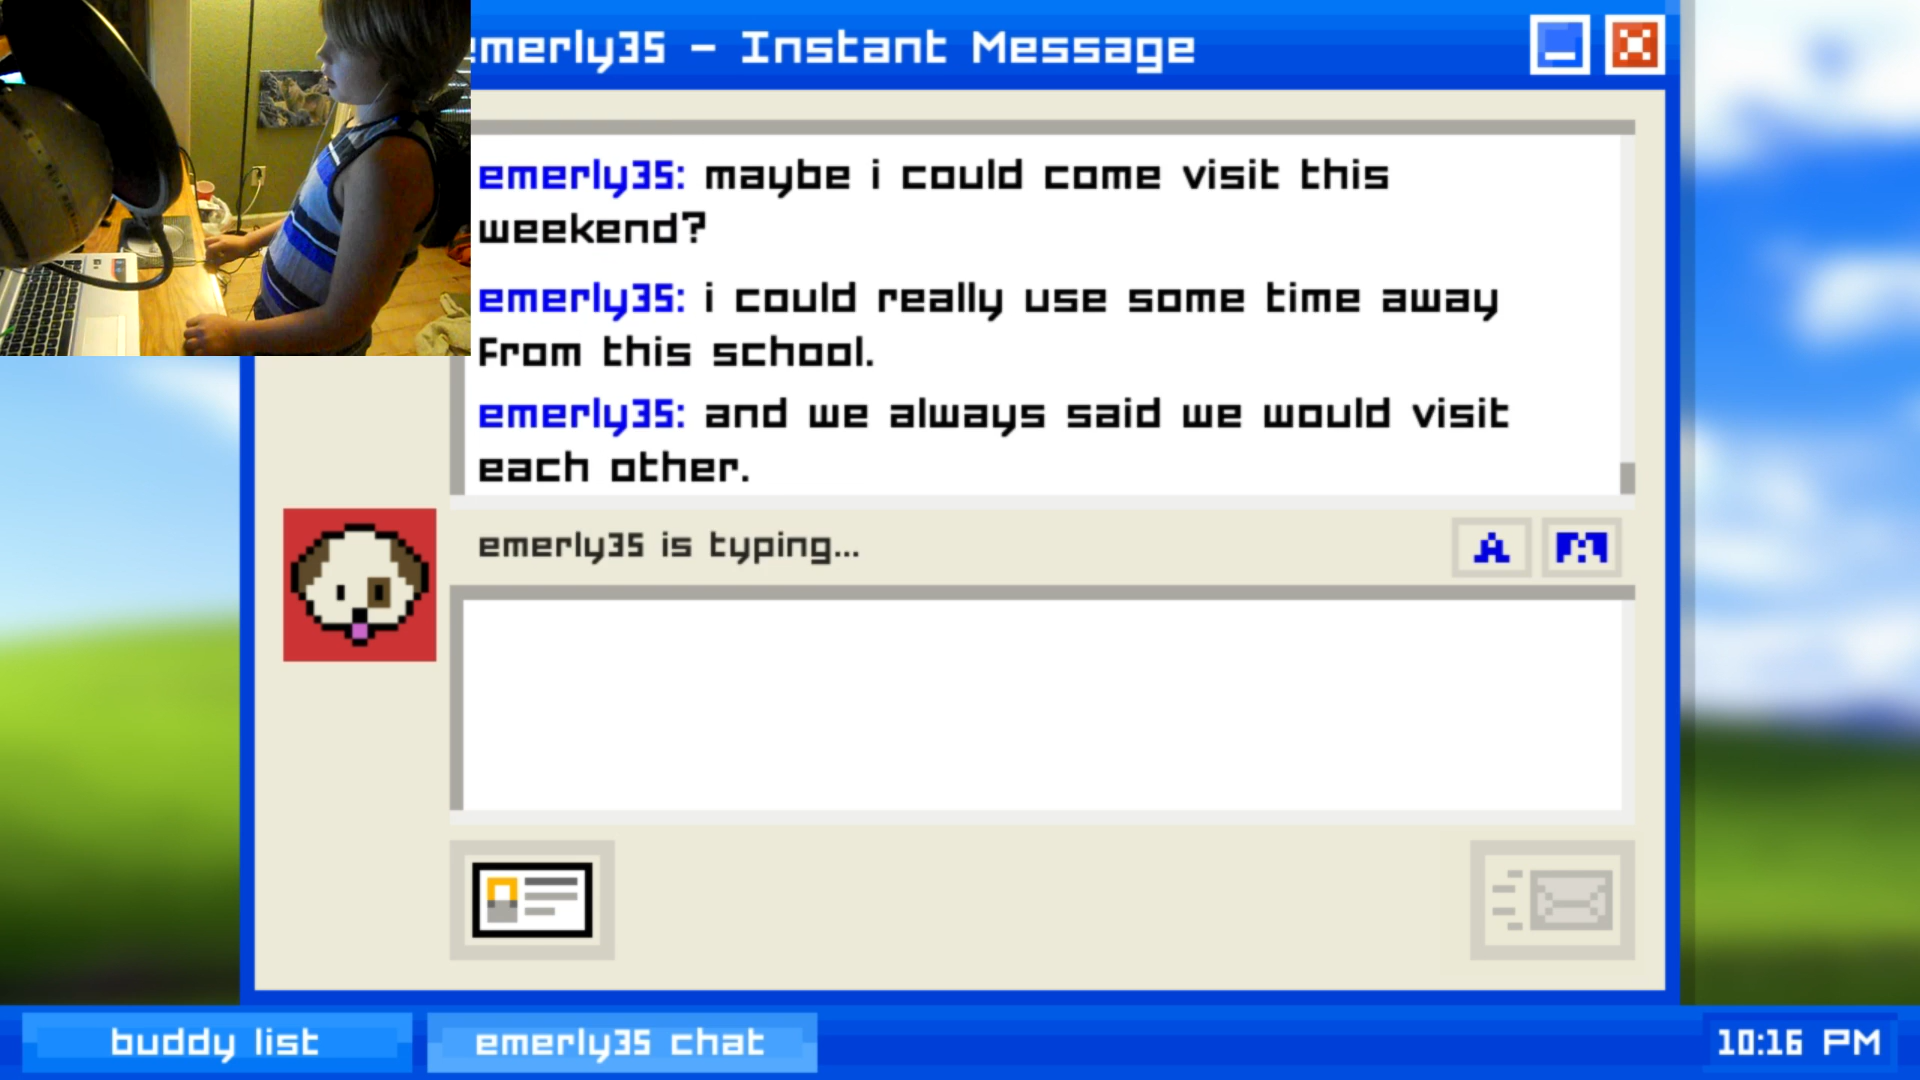 emerly35 - Instant Message
emerly35: maybe i could come visit this
weekend?
emerly35: i could really use some time away
from this school.
emerly35: and we always said we would visit
each other.
emerly35 is typing...
A
buddy list
emerly35 chat
10:16 PM